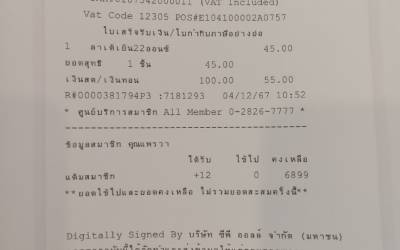 (VAT Included)
Vat Code 12305 POS#E104100002A0757
ใบเสร็จรับเงิน/ใบกำกับภาษีอย่างย่อ
1 ลาเต้เย็น22ออนซ์ 45.00
ยอดสุทธิ 1 ชิ้น 45.00
เงินสด/เงินทอน 100.00 55.00
R#0000381794P3 :7181293 04/12/67 10:52
* ศูนย์บริการสมาชิก All Member 0-2826-7777 *
ข้อมูลสมาชิก คุณแพรวา
ได้รับ ใช้ไป คงเหลือ
แต้มสมาชิก +12 0 6899
**ยอดใช้ไปและยอดคงเหลือ ไม่รวมยอดสะสมครั้งนี้**
Digitally Signed By บริษัท ซีพี ออลล์ จำกัด (มหาชน)